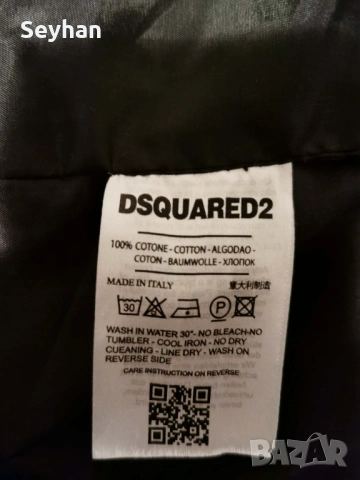 Seyhan
DSQUARED2
100% COTONE - COTTON - ALGODAO -
COTON - BAUMWOLLE - ХЛОПОК
MADE IN ITALY 意大利制造
30 P
WASH IN WATER 30°- NO BLEACH-NO
TUMBLER - COOL IRON - NO DRY
CUEANING - LINE DRY - WASH ON
REVERSE SIDE
CARE INSTRUCTION ON REVERSE
BAZAR